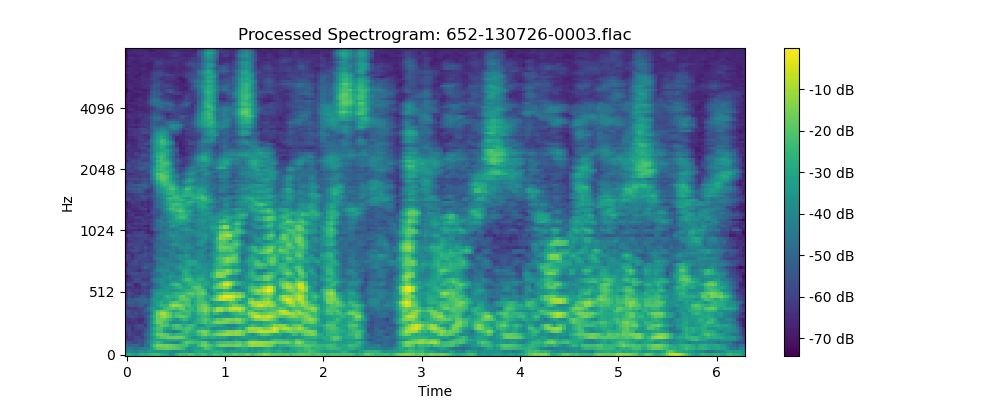 Processed Spectrogram: 652-130726-0003.flac
Hz
4096
2048
1024
512
0
0 1 2 3 4 5 6
Time
-10 dB
-20 dB
-30 dB
-40 dB
-50 dB
-60 dB
-70 dB